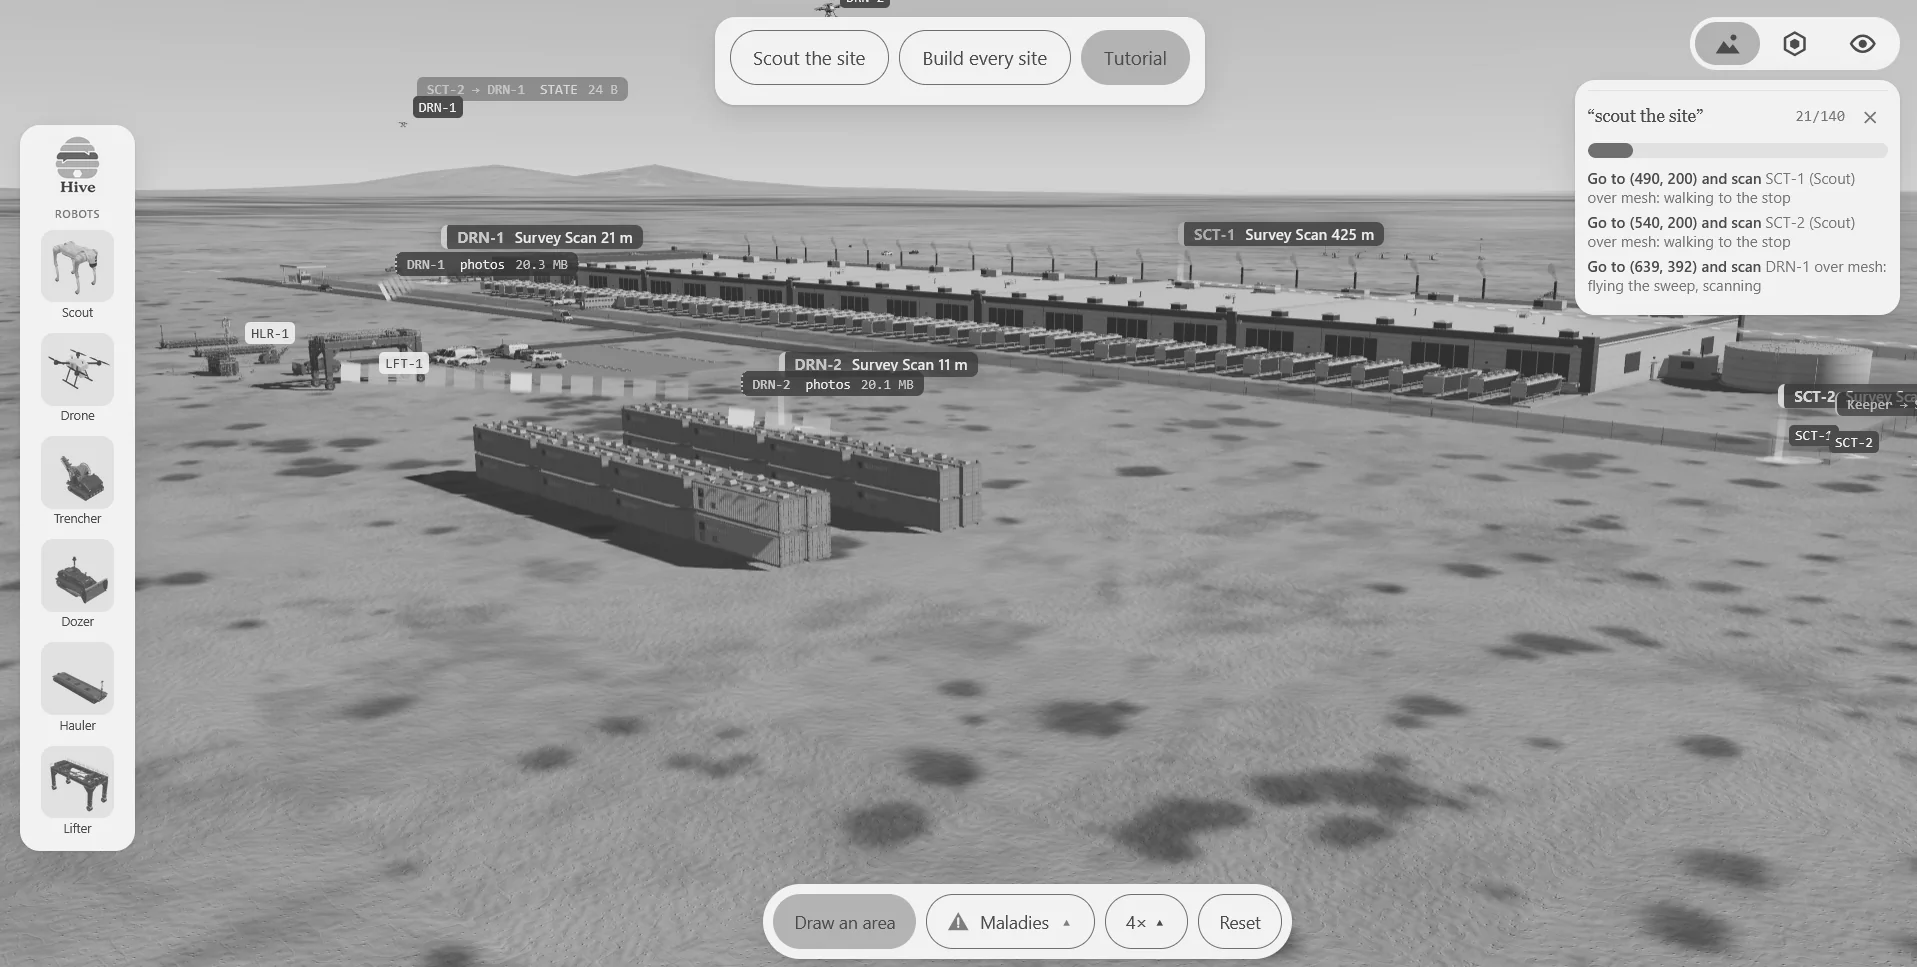 DRN-2
Scout the site
Build every site
Tutorial
SCT-2 → DRN-1 STATE 24 B
DRN-1
Hive
ROBOTS
Scout
Drone
Trencher
Dozer
Hauler
Lifter
“scout the site” 21/140
Go to (490, 200) and scan SCT-1 (Scout)
over mesh: walking to the stop
Go to (540, 200) and scan SCT-2 (Scout)
over mesh: walking to the stop
Go to (639, 392) and scan DRN-1 over mesh:
flying the sweep, scanning
DRN-1 Survey Scan 21 m
DRN-1 photos 20.3 MB
SCT-1 Survey Scan 425 m
HLR-1
LFT-1
DRN-2 Survey Scan 11 m
DRN-2 photos 20.1 MB
SCT-2 Survey Sca
Keeper →
SCT-1
SCT-2
Draw an area
Maladies
4×
Reset